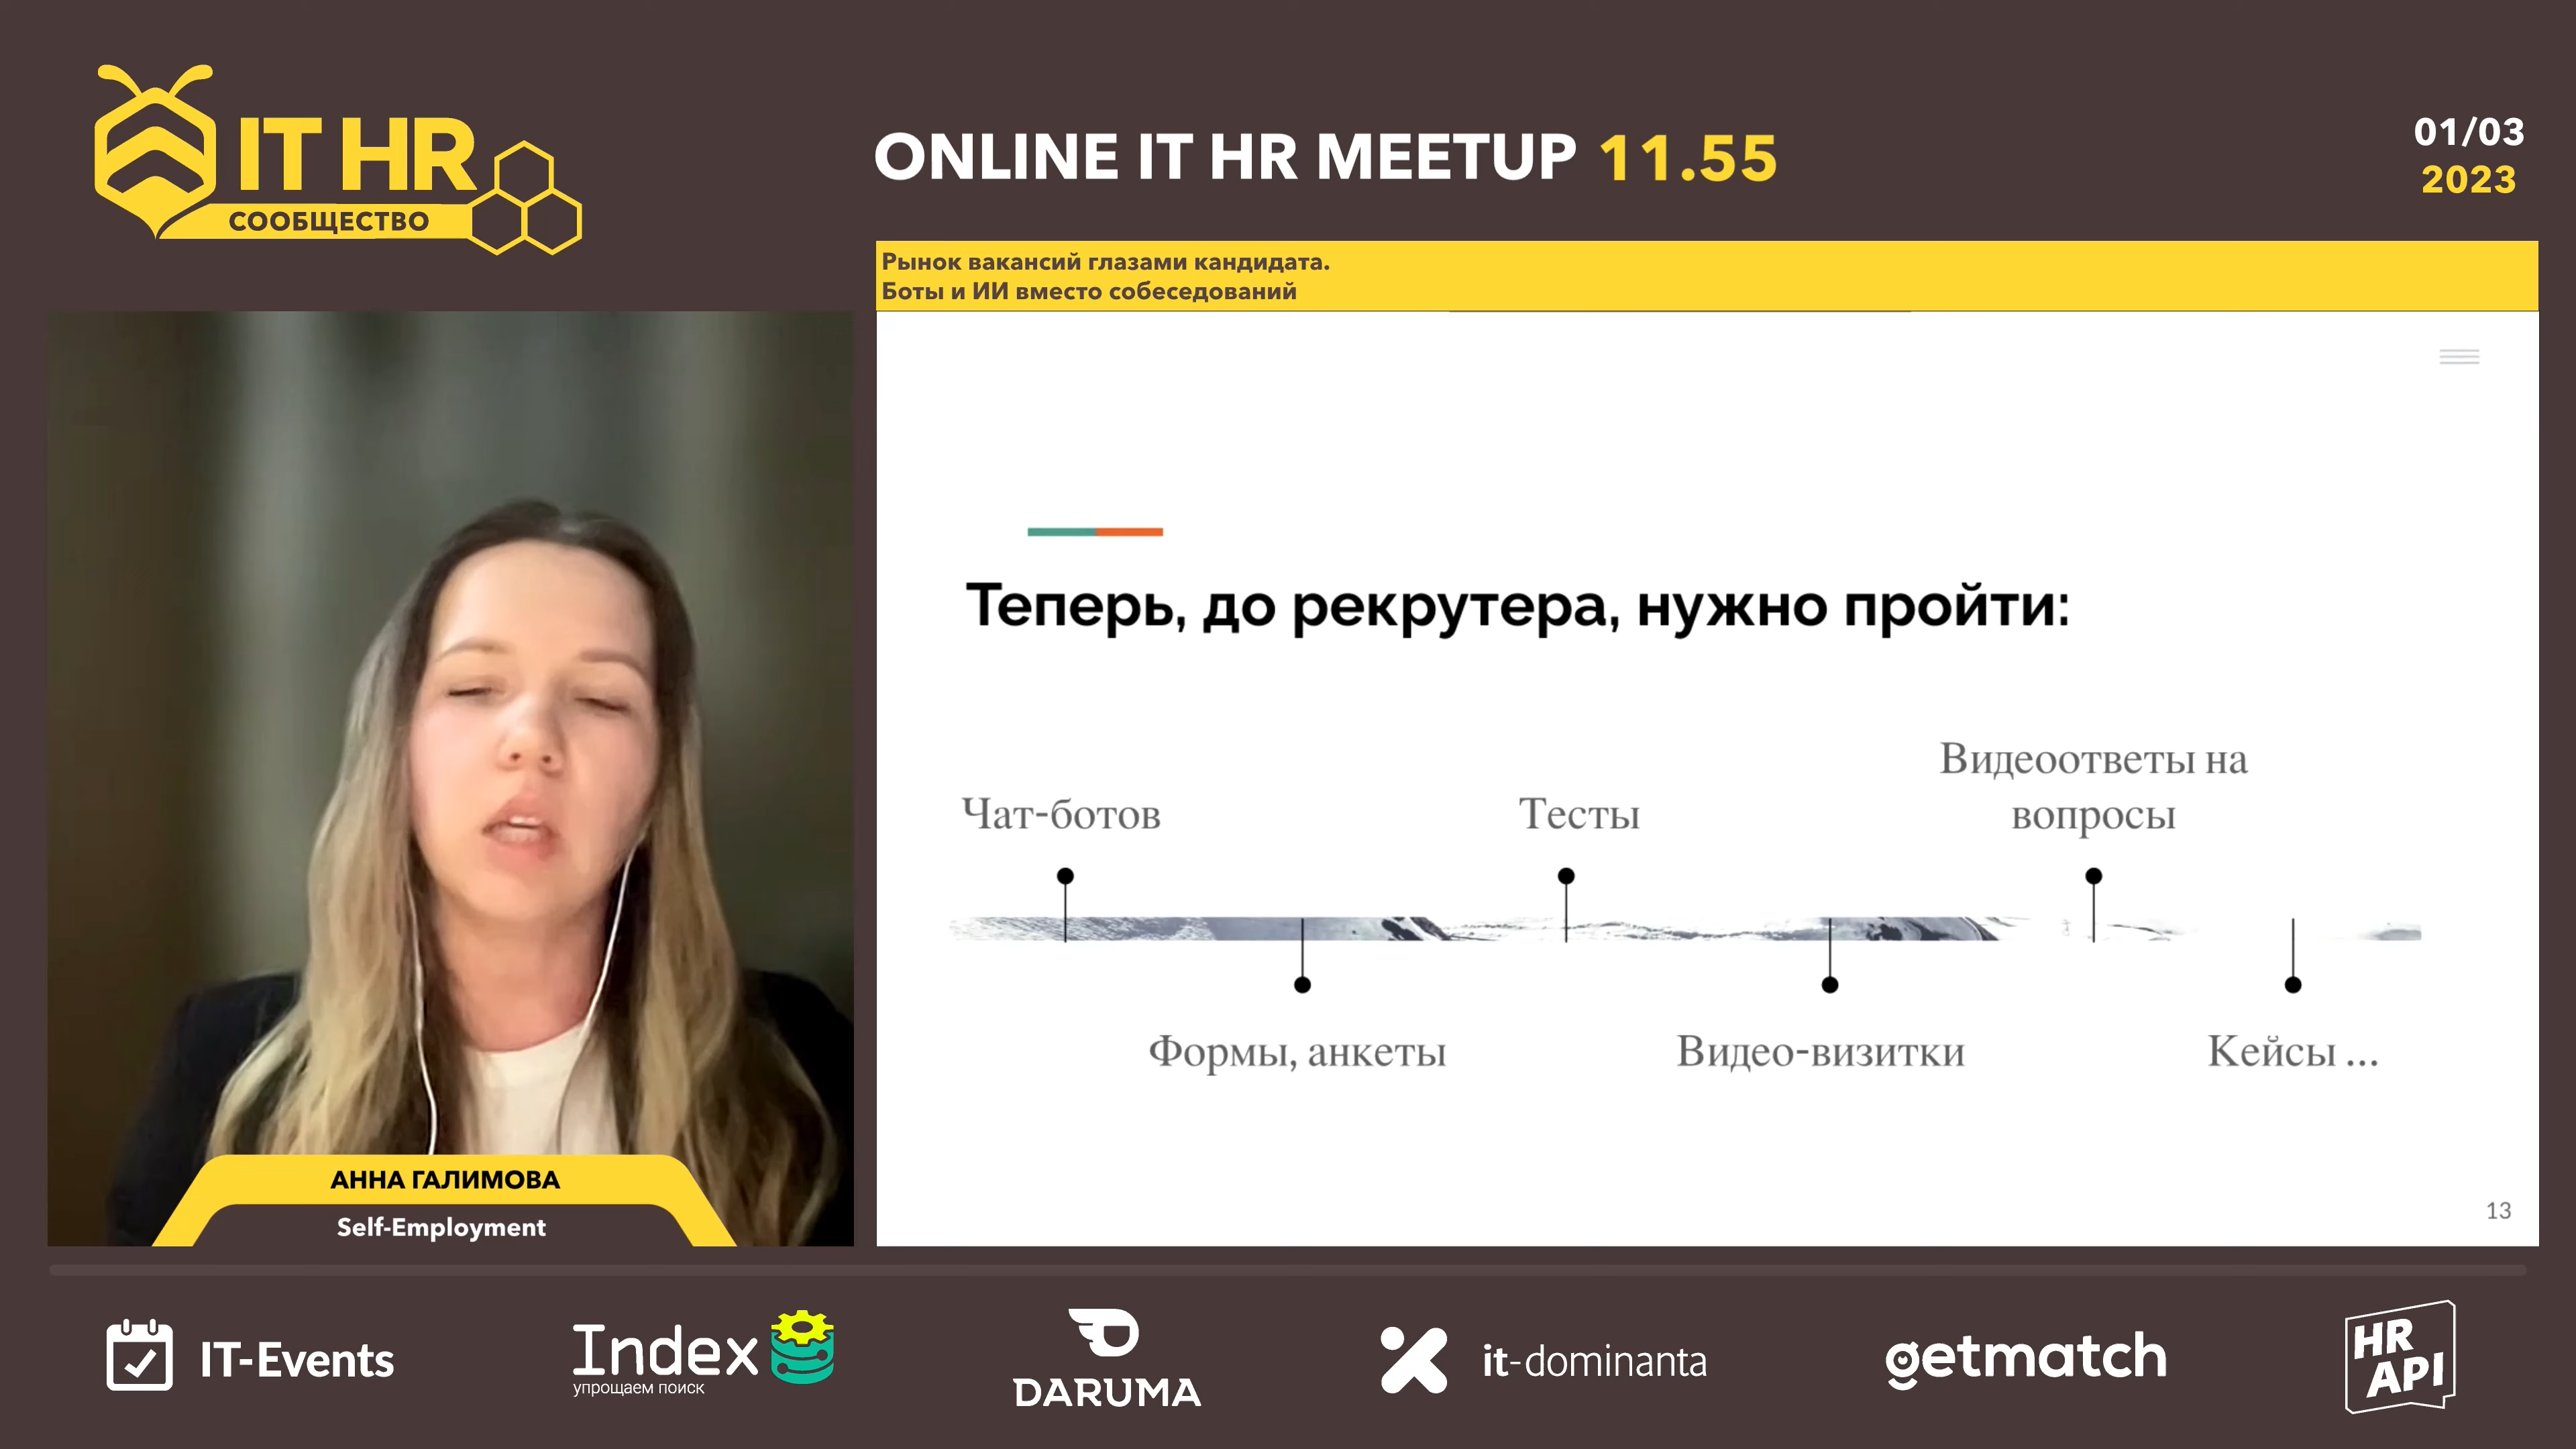 IT HR
СООБЩЕСТВО
ONLINE IT HR MEETUP 11.55
01/03
2023
Рынок вакансий глазами кандидата.
Боты и ИИ вместо собеседований
Теперь, до рекрутера, нужно пройти:
Чат-ботов
Формы, анкеты
Тесты
Видео-визитки
Видеоответы на
вопросы
Кейсы ...
13
АННА ГАЛИМОВА
Self-Employment
IT-Events
Index
упрощаем поиск
DARUMA
it-dominanta
getmatch
HR
API